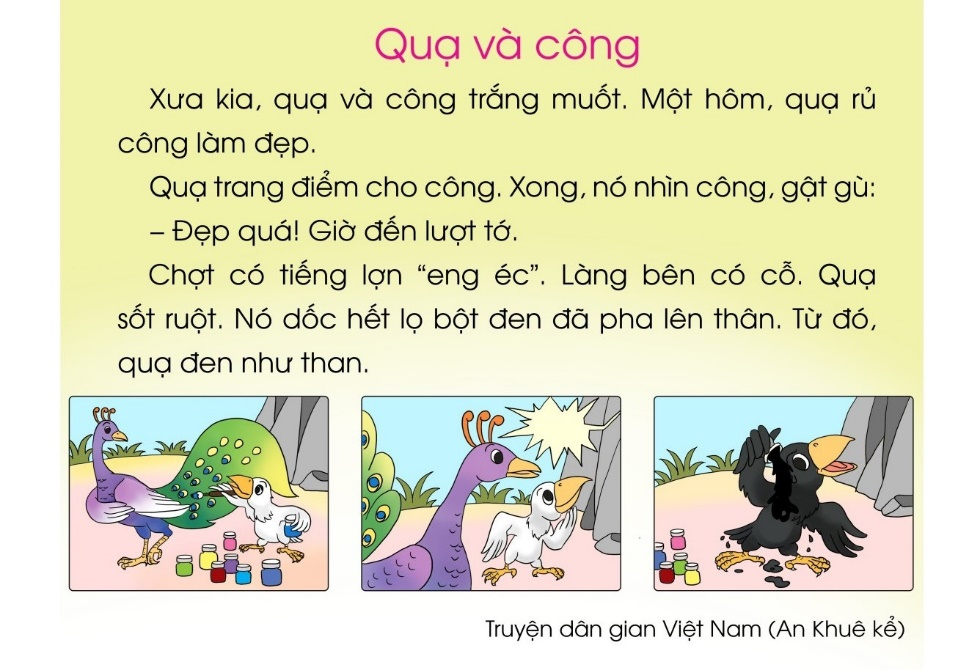 Quạ và công
Xưa kia, quạ và công trắng muốt. Một hôm, quạ rủ
công làm đẹp.
Quạ trang điểm cho công. Xong, nó nhìn công, gật gù:
– Đẹp quá! Giờ đến lượt tớ.
Chợt có tiếng lợn “eng éc”. Làng bên có cỗ. Quạ
sốt ruột. Nó dốc hết lọ bột đen đã pha lên thân. Từ đó,
quạ đen như than.
Truyện dân gian Việt Nam (An Khuê kể)